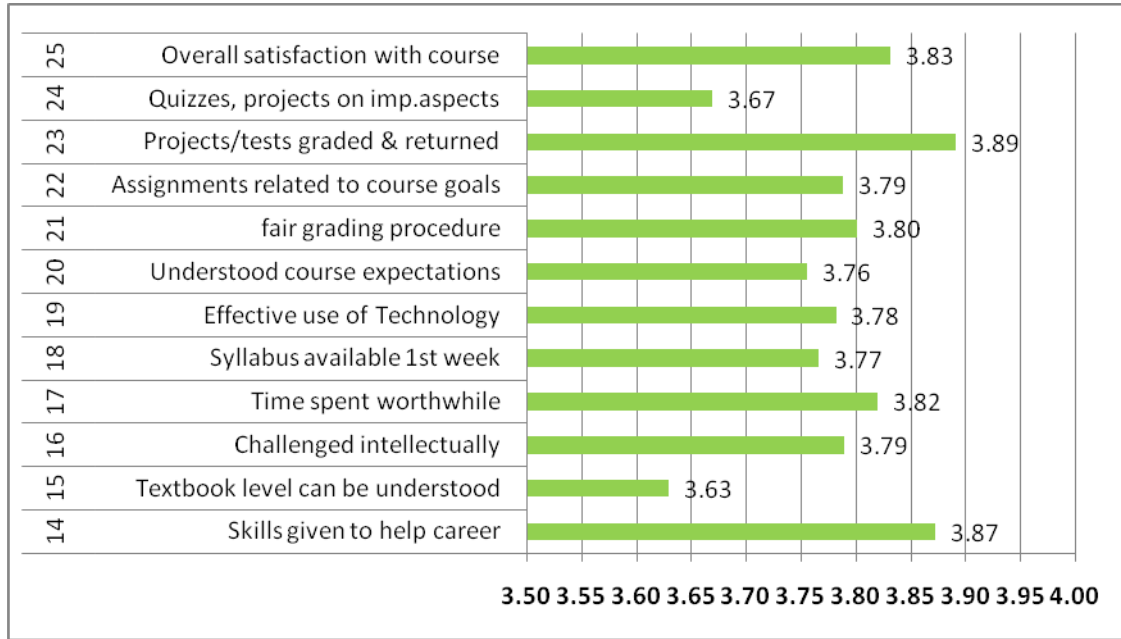 25 Overall satisfaction with course 3.83
24 Quizzes, projects on imp.aspects 3.67
23 Projects/tests graded & returned 3.89
22 Assignments related to course goals 3.79
21 fair grading procedure 3.80
20 Understood course expectations 3.76
19 Effective use of Technology 3.78
18 Syllabus available 1st week 3.77
17 Time spent worthwhile 3.82
16 Challenged intellectually 3.79
15 Textbook level can be understood 3.63
14 Skills given to help career 3.87
3.50 3.55 3.60 3.65 3.70 3.75 3.80 3.85 3.90 3.95 4.00